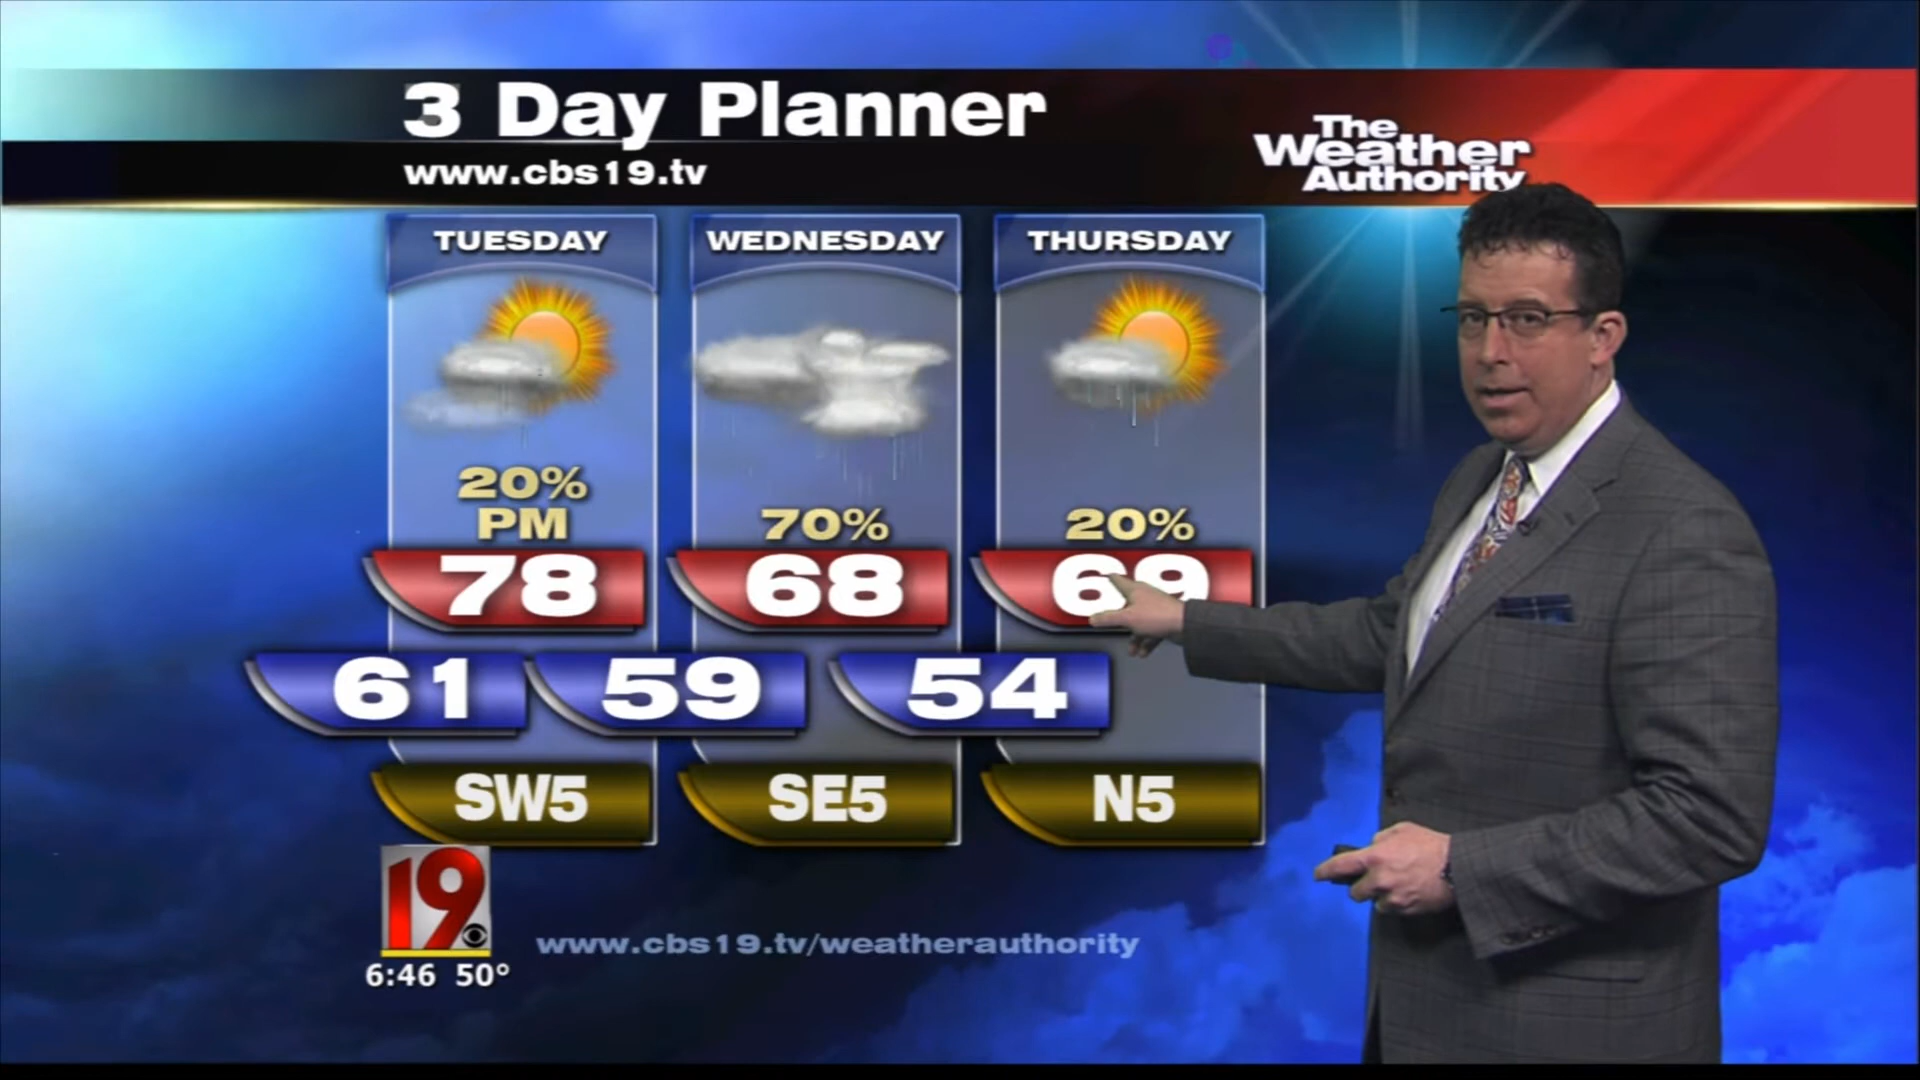 3 Day Planner
www.cbs19.tv
The
Weather
Authority
TUESDAY
WEDNESDAY
THURSDAY
20%
PM
70%
20%
78
68
69
61
59
54
SW5
SE5
N5
19
www.cbs19.tv/weatherauthority
6:46 50°